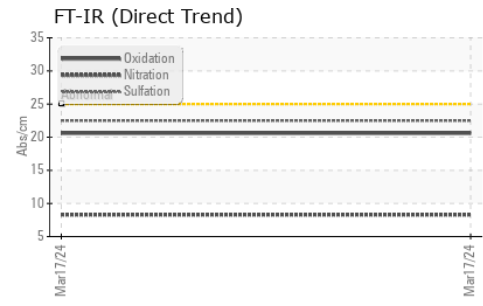 FT-IR (Direct Trend)
35
30
25
20
15
10
5
Abs/cm
Oxidation
Nitration
Sulfation
Abnormal
Mar17/24
Mar17/24